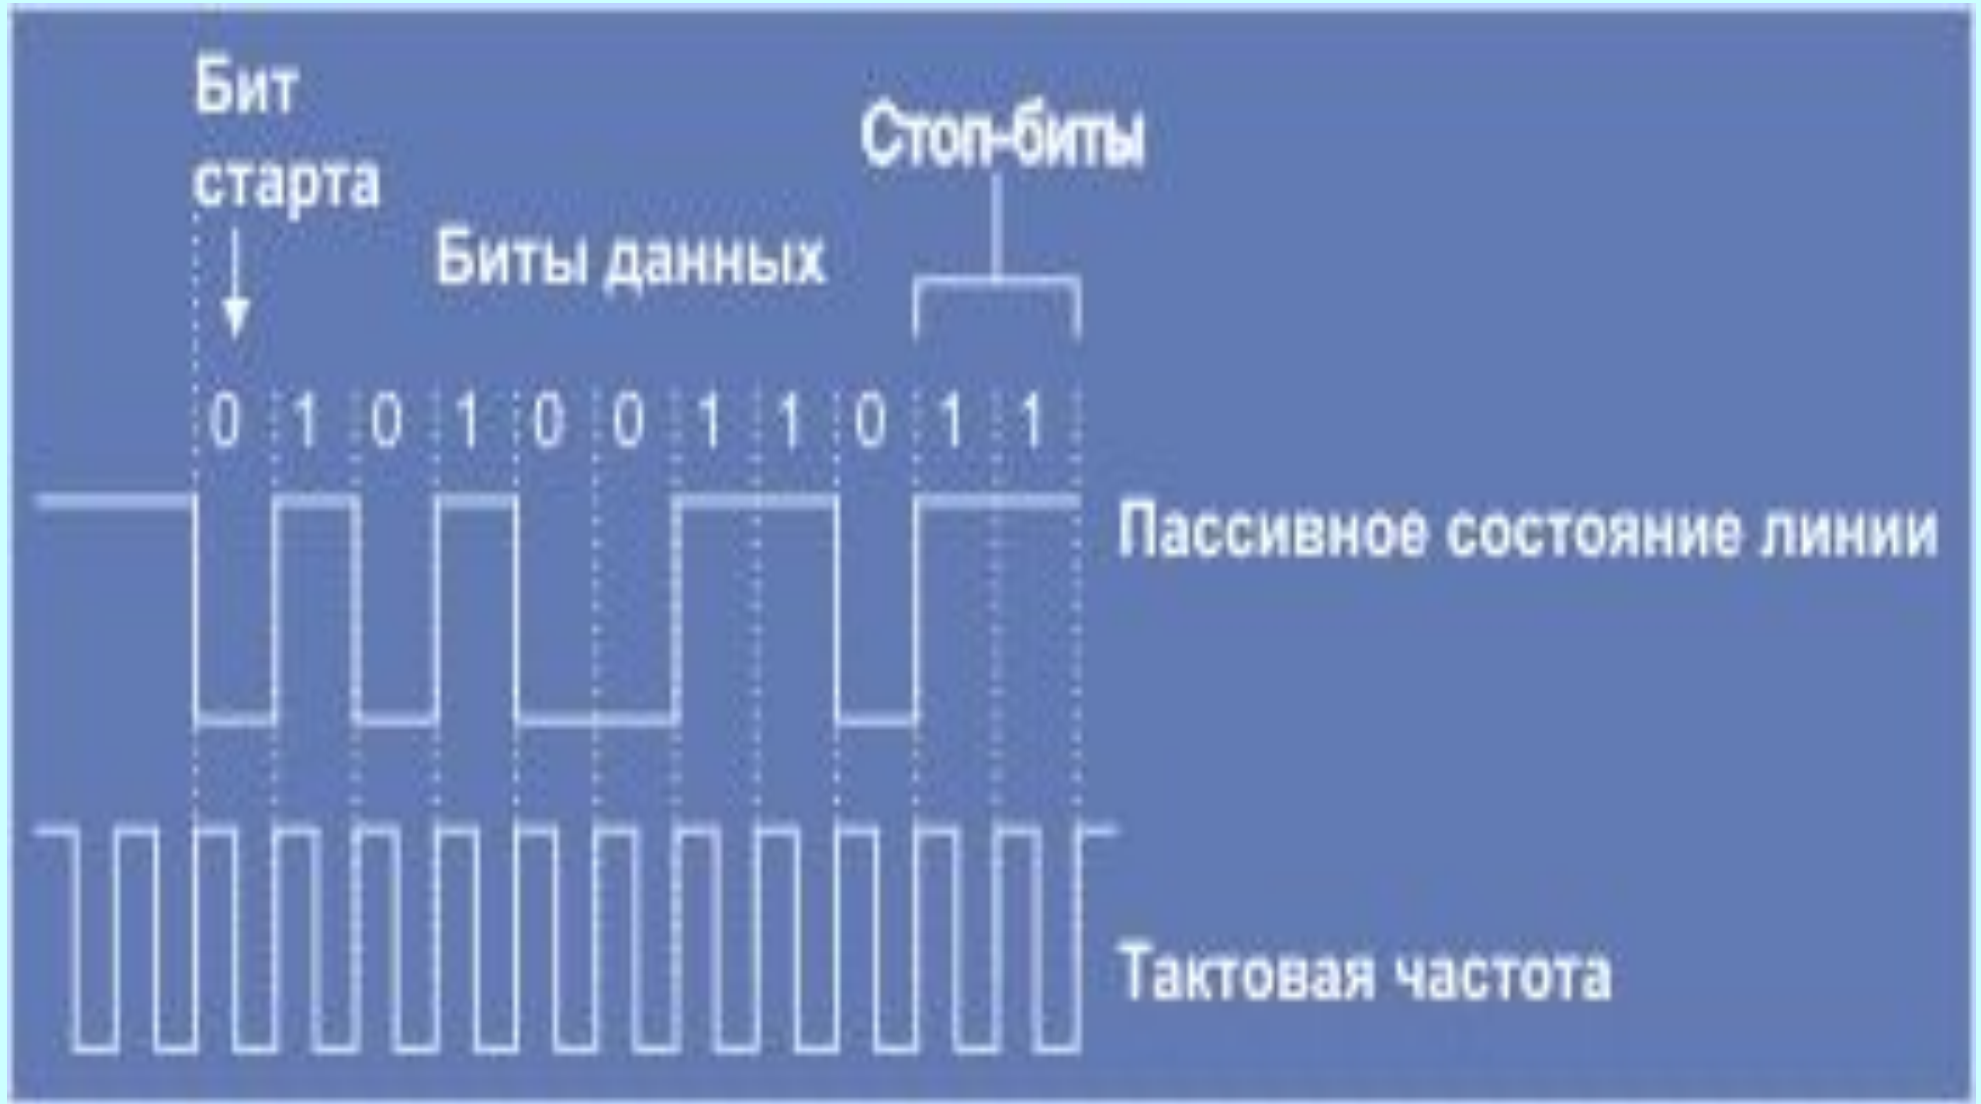 Бит
старта
Стоп-биты
Биты данных
0 1 0 1 0 0 1 1 0 1 1
Пассивное состояние линии
Тактовая частота